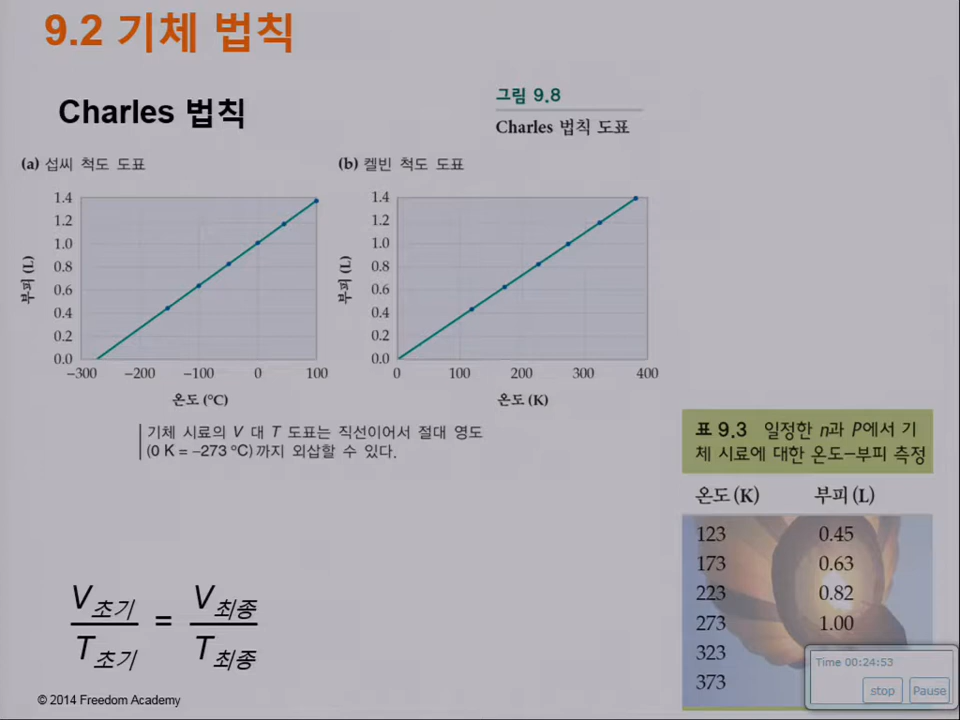 9.2 기체 법칙
Charles 법칙
그림 9.8
Charles 법칙 도표
(a) 섭씨 척도 도표
(b) 켈빈 척도 도표
1.4
1.2
1.0
0.8
0.6
0.4
0.2
0.0
부피 (L)
−300 −200 −100 0 100
온도 (°C)
1.4
1.2
1.0
0.8
0.6
0.4
0.2
0.0
부피 (L)
0 100 200 300 400
온도 (K)
기체 시료의 V 대 T 도표는 직선이어서 절대 영도
(0 K = −273 °C)까지 외삽할 수 있다.
표 9.3 일정한 n과 P에서 기
체 시료에 대한 온도−부피 측정
온도 (K) 부피 (L)
123 0.45
173 0.63
223 0.82
273 1.00
323
373
V초기 = V최종
T초기 T최종
Time 00:24:53
stop Pause
© 2014 Freedom Academy